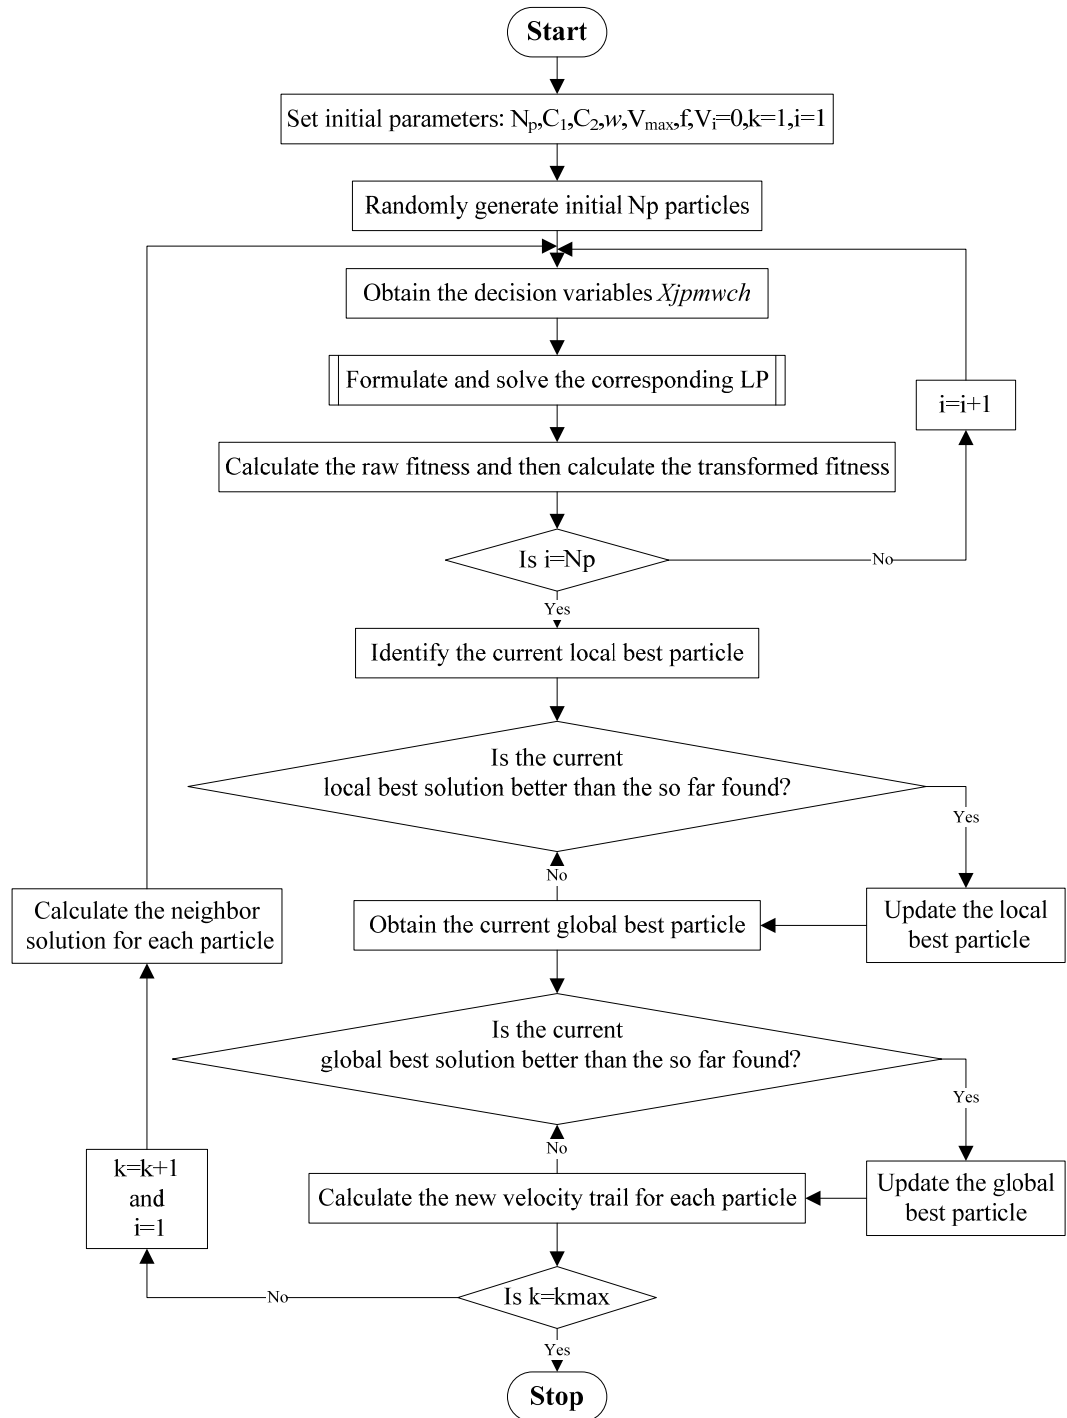 Start
Set initial parameters: Np,C1,C2,w,Vmax,f,Vi=0,k=1,i=1
Randomly generate initial Np particles
Obtain the decision variables Xjpmwch
Formulate and solve the corresponding LP
i=i+1
Calculate the raw fitness and then calculate the transformed fitness
Is i=Np
No
Yes
Identify the current local best particle
Is the current
local best solution better than the so far found?
Yes
No
Update the local
best particle
Obtain the current global best particle
Calculate the neighbor
solution for each particle
Is the current
global best solution better than the so far found?
Yes
No
Update the global
best particle
Calculate the new velocity trail for each particle
k=k+1
and
i=1
Is k=kmax
No
Yes
Stop